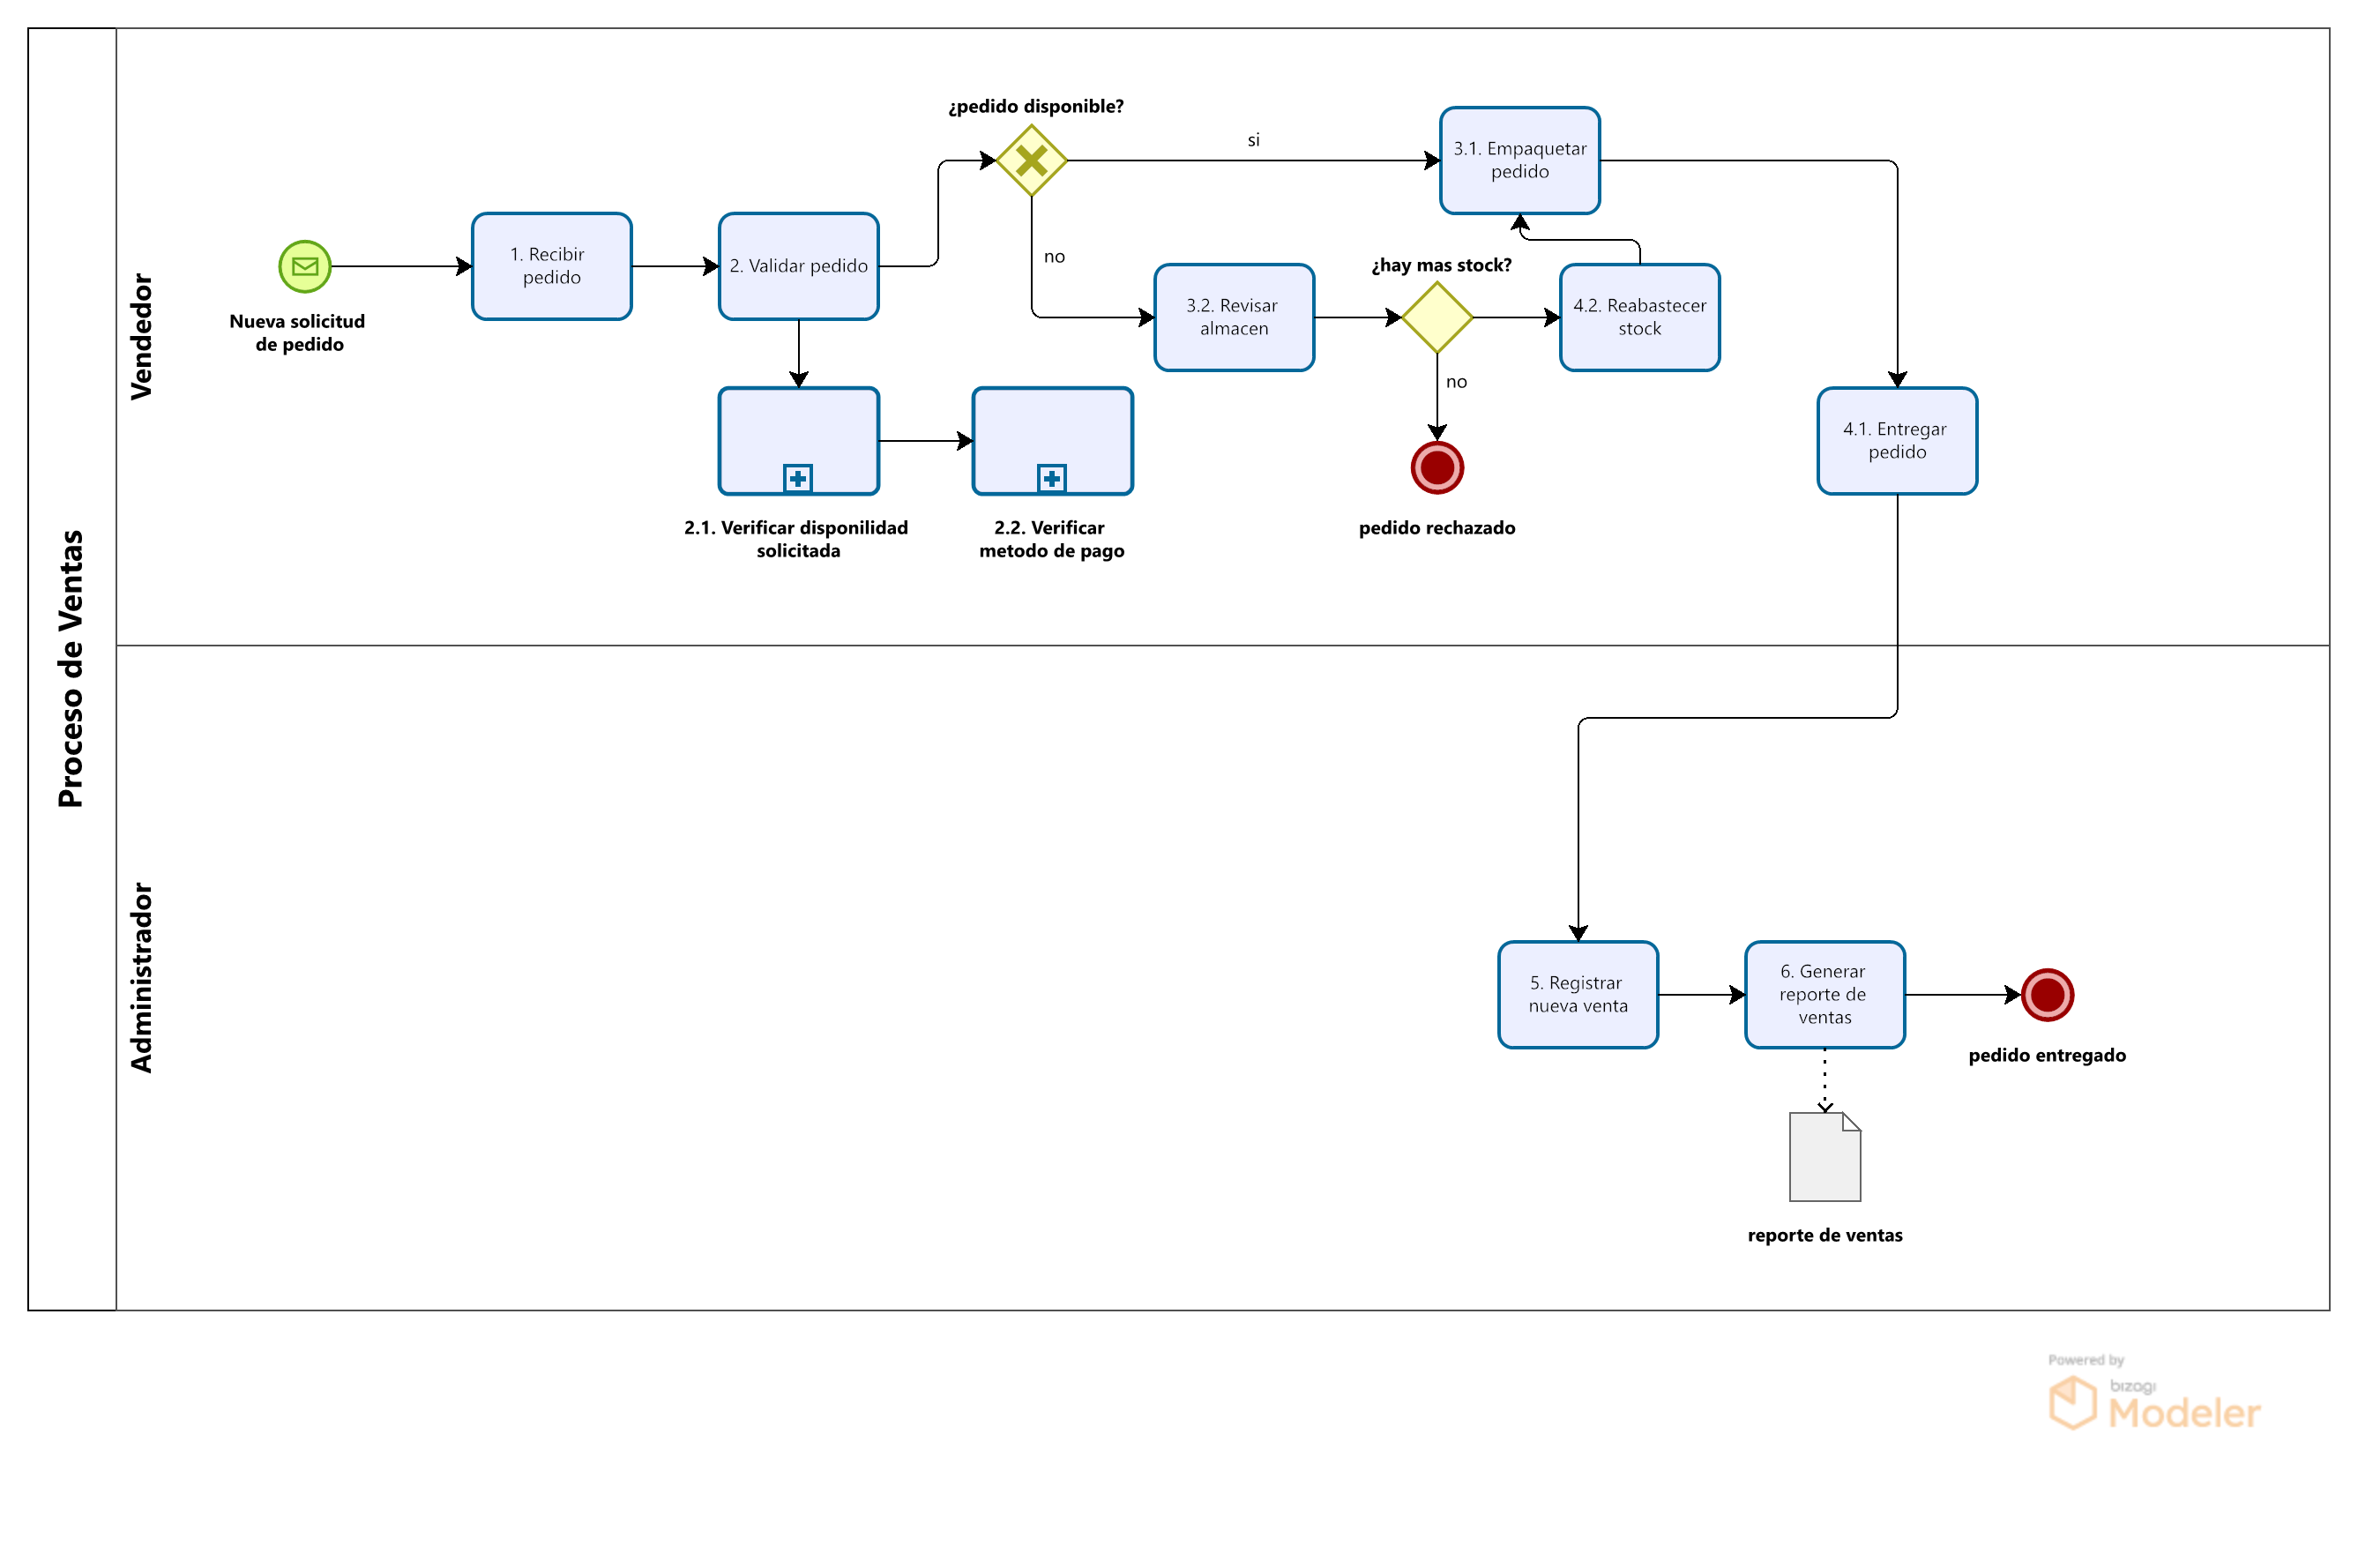 Proceso de Ventas
Vendedor
Nueva solicitud
de pedido
1. Recibir
pedido
2. Validar pedido
2.1. Verificar disponilidad
solicitada
2.2. Verificar
metodo de pago
¿pedido disponible?
si
no
3.1. Empaquetar
pedido
3.2. Revisar
almacen
¿hay mas stock?
no
pedido rechazado
4.2. Reabastecer
stock
4.1. Entregar
pedido
Administrador
5. Registrar
nueva venta
6. Generar
reporte de
ventas
pedido entregado
reporte de ventas
Powered by
bizagi
Modeler